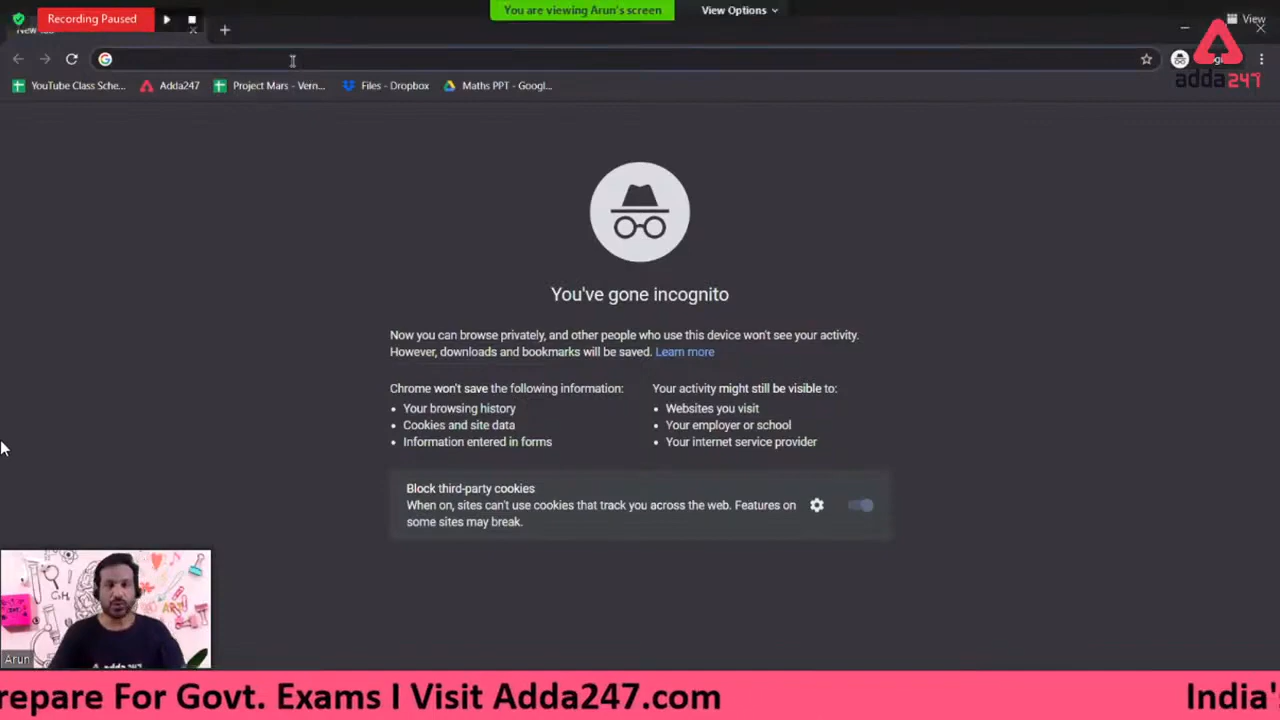 Recording Paused
You are viewing Arun's screen
View Options
View
adda247
YouTube Class Sche...
Adda247
Project Mars - Vern...
Files - Dropbox
Maths PPT - Googl...
You've gone incognito
Now you can browse privately, and other people who use this device won't see your activity.
However, downloads and bookmarks will be saved. Learn more
Chrome won't save the following information:
Your browsing history
Cookies and site data
Information entered in forms
Your activity might still be visible to:
Websites you visit
Your employer or school
Your internet service provider
Block third-party cookies
When on, sites can't use cookies that track you across the web. Features on
some sites may break.
adda247
Arun
repare For Govt. Exams I Visit Adda247.com
India's